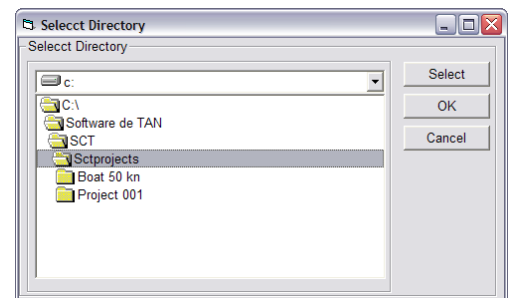 Selecct Directory
Selecct Directory
c:
Select
C:\
OK
Software de TAN
SCT
Cancel
Sctprojects
Boat 50 kn
Project 001